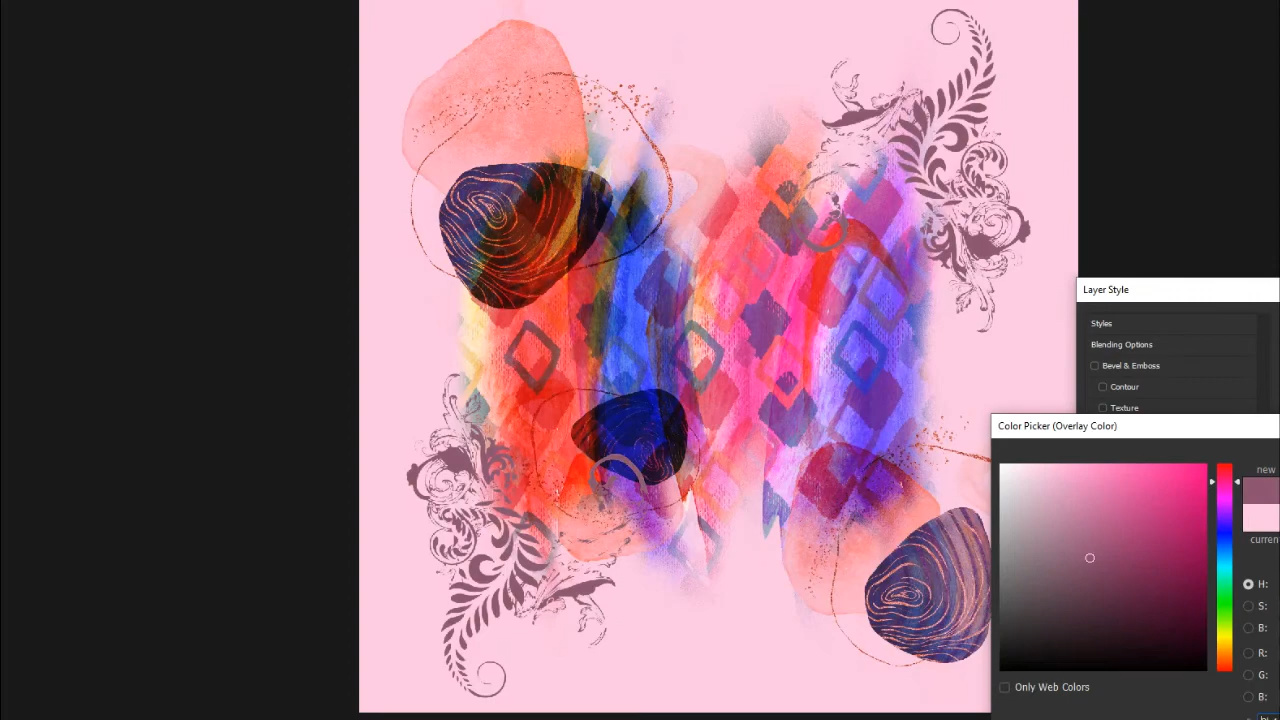 Layer Style
Styles
Blending Options
Bevel & Emboss
Contour
Texture
Color Picker (Overlay Color)
new
current
H:
S:
B:
R:
G:
B:
Only Web Colors